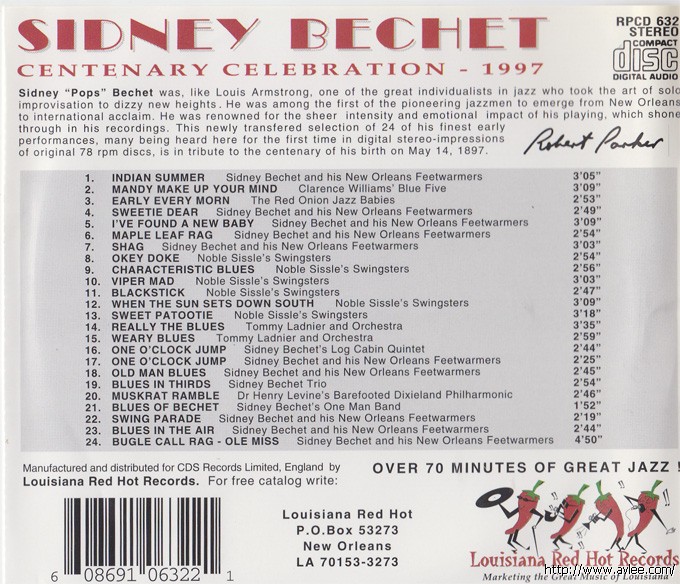 SIDNEY BECHET
CENTENARY CELEBRATION - 1997
RPCD 632
STEREO
COMPACT
disc
DIGITAL AUDIO
Sidney “Pops” Bechet was, like Louis Armstrong, one of the great individualists in jazz who took the art of solo
improvisation to dizzy new heights. He was among the first of the pioneering jazzmen to emerge from New Orleans
to international acclaim. He was renowned for the sheer intensity and emotional impact of his playing, which shone
through in his recordings. This newly transfered selection of 24 of his finest early
performances, many being heard here for the first time in digital stereo-impressions
of original 78 rpm discs, is in tribute to the centenary of his birth on May 14, 1897.
Robert Parker
1. INDIAN SUMMER Sidney Bechet and his New Orleans Feetwarmers 3'05"
2. MANDY MAKE UP YOUR MIND Clarence Williams' Blue Five 3'09"
3. EARLY EVERY MORN The Red Onion Jazz Babies 2'53"
4. SWEETIE DEAR Sidney Bechet and his New Orleans Feetwarmers 2'49"
5. I'VE FOUND A NEW BABY Sidney Bechet and his New Orleans Feetwarmers 3'09"
6. MAPLE LEAF RAG Sidney Bechet and his New Orleans Feetwarmers 2'54"
7. SHAG Sidney Bechet and his New Orleans Feetwarmers 3'03"
8. OKEY DOKE Noble Sissle's Swingsters 2'54"
9. CHARACTERISTIC BLUES Noble Sissle's Swingsters 2'56"
10. VIPER MAD Noble Sissle's Swingsters 3'03"
11. BLACKSTICK Noble Sissle's Swingsters 2'47"
12. WHEN THE SUN SETS DOWN SOUTH Noble Sissle's Swingsters 3'09"
13. SWEET PATOOTIE Noble Sissle's Swingsters 3'18"
14. REALLY THE BLUES Tommy Ladnier and Orchestra 3'35"
15. WEARY BLUES Tommy Ladnier and Orchestra 2'59"
16. ONE O'CLOCK JUMP Sidney Bechet's Log Cabin Quintet 2'44"
17. ONE O'CLOCK JUMP Sidney Bechet and his New Orleans Feetwarmers 2'25"
18. OLD MAN BLUES Sidney Bechet and his New Orleans Feetwarmers 2'45"
19. BLUES IN THIRDS Sidney Bechet Trio 2'54"
20. MUSKRAT RAMBLE Dr Henry Levine's Barefooted Dixieland Philharmonic 2'46"
21. BLUES OF BECHET Sidney Bechet's One Man Band 1'52"
22. SWING PARADE Sidney Bechet and his New Orleans Feetwarmers 2'19"
23. BLUES IN THE AIR Sidney Bechet and his New Orleans Feetwarmers 2'44"
24. BUGLE CALL RAG - OLE MISS Sidney Bechet and his New Orleans Feetwarmers 4'50"
Manufactured and distributed for CDS Records Limited, England by
Louisiana Red Hot Records. For free catalog write:
OVER 70 MINUTES OF GREAT JAZZ !
Louisiana Red Hot
P.O.Box 53273
New Orleans
LA 70153-3273
6 08691 06322 1
Louisiana Red Hot Records
Marketing the Great Music of Louisiana
http://www.aylee.com/